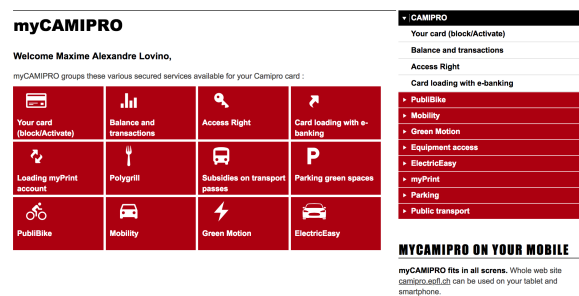 myCAMIPRO
Welcome Maxime Alexandre Lovino,
myCAMIPRO groups these various secured services available for your Camipro card :
Your card
(block/Activate)
Balance and
transactions
Access Right
Card loading with e-
banking
Loading myPrint
account
Polygrill
Subsidies on transport
passes
P
Parking green spaces
PubliBike
Mobility
Green Motion
ElectricEasy
CAMIPRO
Your card (block/Activate)
Balance and transactions
Access Right
Card loading with e-banking
PubliBike
Mobility
Green Motion
Equipment access
ElectricEasy
myPrint
Parking
Public transport
MYCAMIPRO ON YOUR MOBILE
myCAMIPRO fits in all screns. Whole web site
camipro.epfl.ch can be used on your tablet and
smartphone.